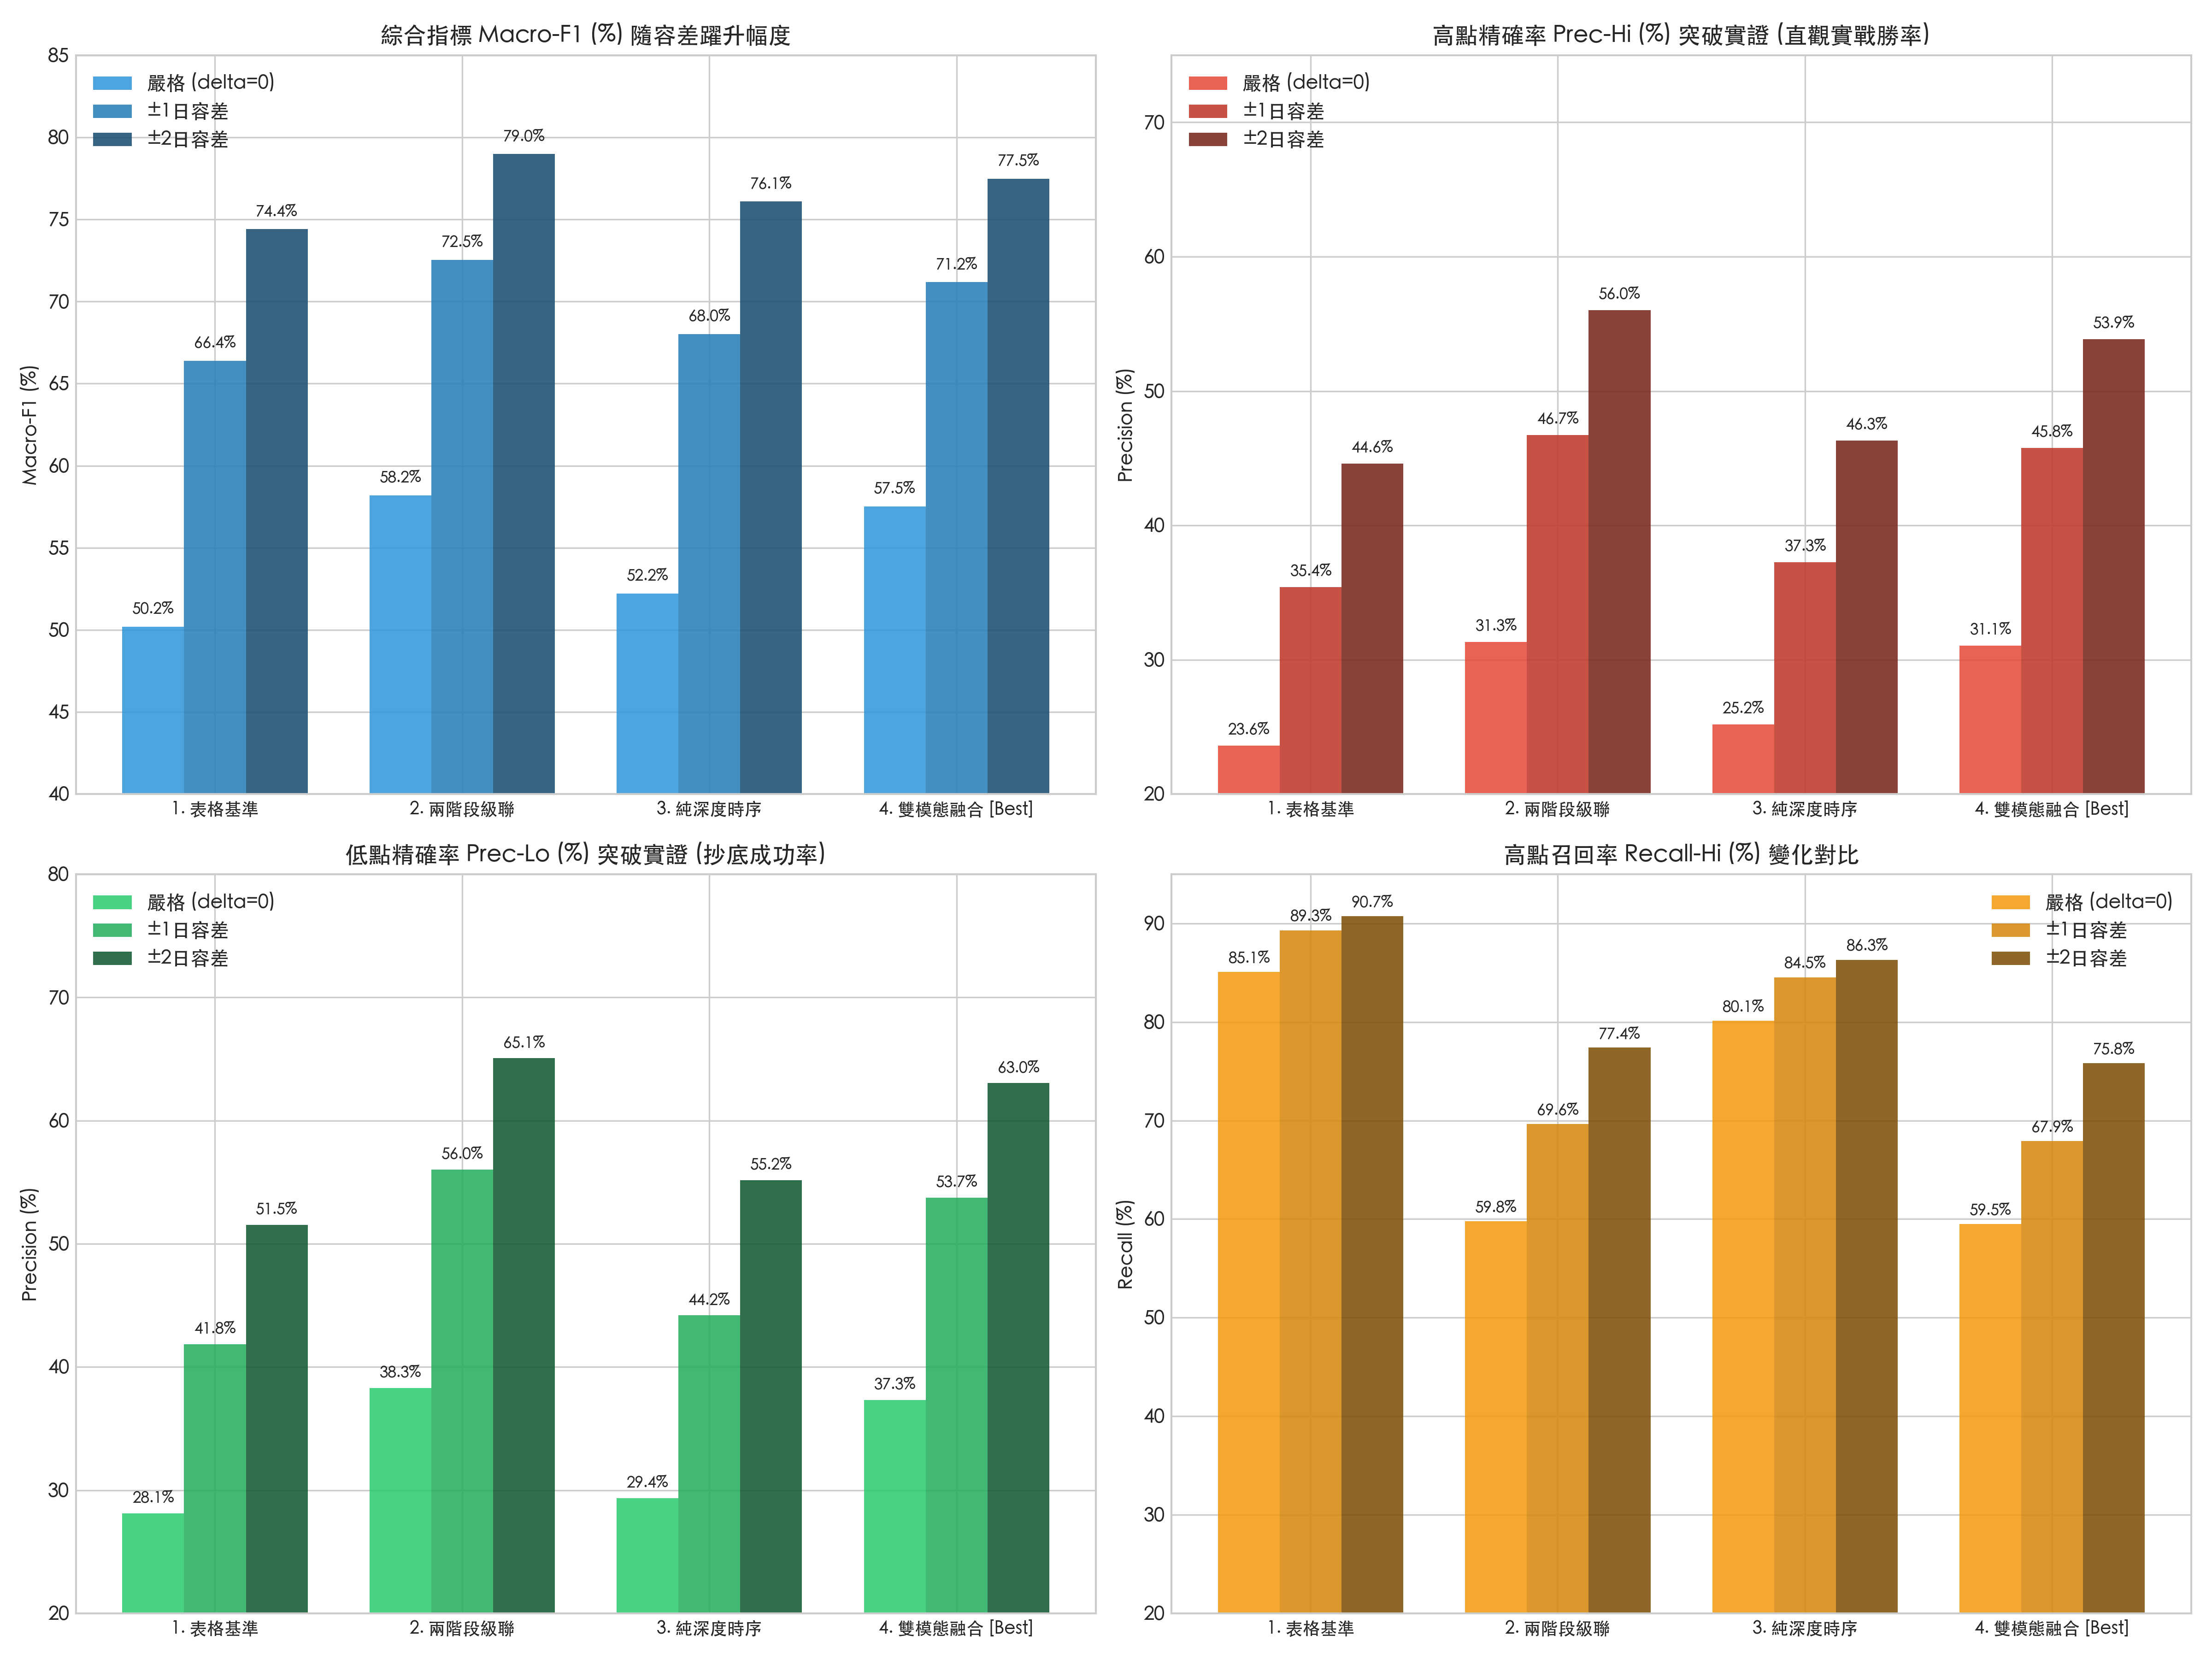 綜合指標 Macro-F1 (%) 隨容差躍升幅度
Macro-F1 (%)
85
80
75
70
65
60
55
50
45
40
嚴格 (delta=0)
±1日容差
±2日容差
50.2%
66.4%
74.4%
58.2%
72.5%
79.0%
52.2%
68.0%
76.1%
57.5%
71.2%
77.5%
1. 表格基準
2. 兩階段級聯
3. 純深度時序
4. 雙模態融合 [Best]
高點精確率 Prec-Hi (%) 突破實證 (直觀實戰勝率)
Precision (%)
70
60
50
40
30
20
嚴格 (delta=0)
±1日容差
±2日容差
23.6%
35.4%
44.6%
31.3%
46.7%
56.0%
25.2%
37.3%
46.3%
31.1%
45.8%
53.9%
1. 表格基準
2. 兩階段級聯
3. 純深度時序
4. 雙模態融合 [Best]
低點精確率 Prec-Lo (%) 突破實證 (抄底成功率)
Precision (%)
80
70
60
50
40
30
20
嚴格 (delta=0)
±1日容差
±2日容差
28.1%
41.8%
51.5%
38.3%
56.0%
65.1%
29.4%
44.2%
55.2%
37.3%
53.7%
63.0%
1. 表格基準
2. 兩階段級聯
3. 純深度時序
4. 雙模態融合 [Best]
高點召回率 Recall-Hi (%) 變化對比
Recall (%)
90
80
70
60
50
40
30
20
嚴格 (delta=0)
±1日容差
±2日容差
85.1%
89.3%
90.7%
59.8%
69.6%
77.4%
80.1%
84.5%
86.3%
59.5%
67.9%
75.8%
1. 表格基準
2. 兩階段級聯
3. 純深度時序
4. 雙模態融合 [Best]